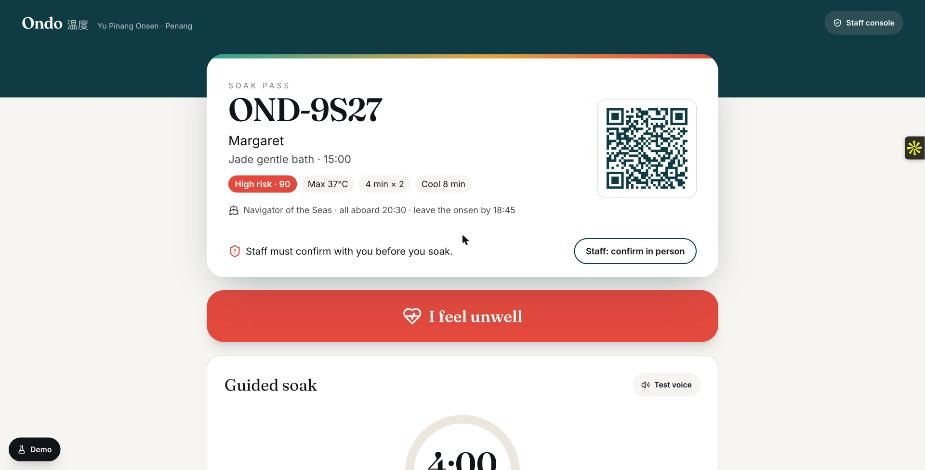 Ondo 温度 Yu Pinang Onsen · Penang
Staff console
SOAK PASS
OND-9S27
Margaret
Jade gentle bath · 15:00
High risk · 90 Max 37°C 4 min × 2 Cool 8 min
Navigator of the Seas · all aboard 20:30 · leave the onsen by 18:45
Staff must confirm with you before you soak.
Staff: confirm in person
I feel unwell
Guided soak
Test voice
4:00
Demo